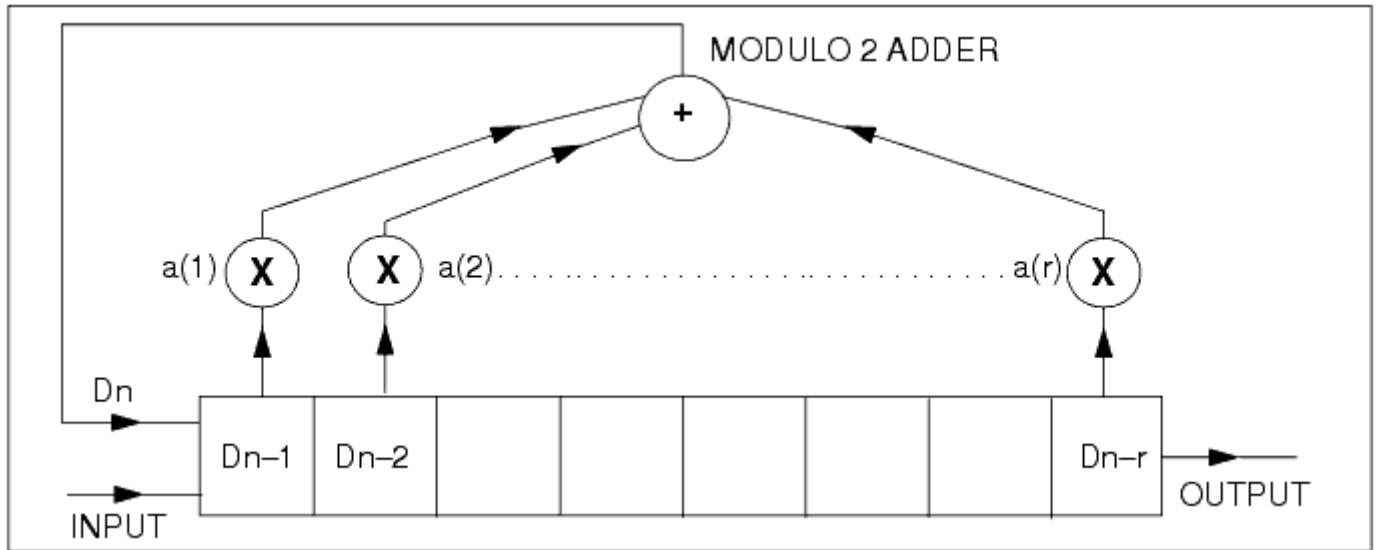 MODULO 2 ADDER
+
a(1) X X a(2) a(r) X
Dn
Dn–1 Dn–2 Dn–r
INPUT OUTPUT